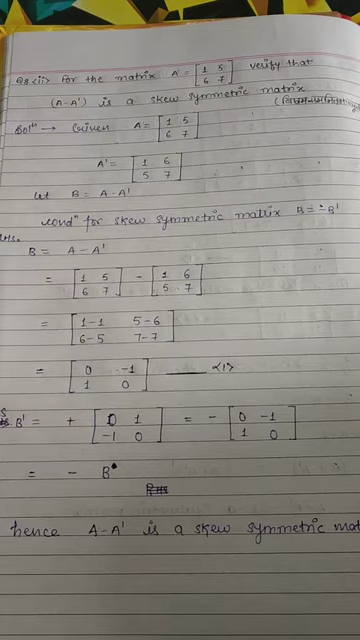 Q8<ii> For the matrix A = [1 5 6 7] verify that
(A-A') is a skew symmetric matrix
Solⁿ → Given A = [1 5 6 7]
A' = [1 6 5 7]
let B = A - A'
condⁿ for skew symmetric matrix B = -B'
LHS.
B = A - A'
= [1 5 6 7] - [1 6 5 7]
= [1-1 5-6 6-5 7-7]
= [0 -1 1 0] <1>
B' = + [0 1 -1 0] = - [0 -1 1 0]
= - B
hence A-A' is a skew symmetric mat